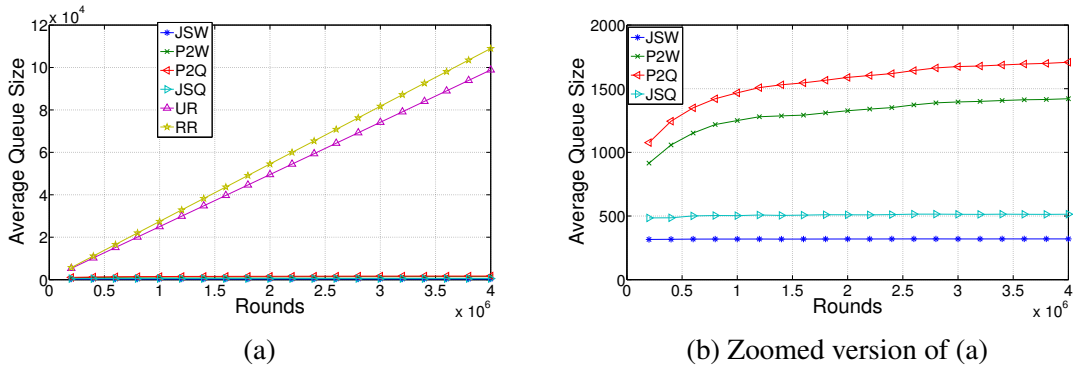 x 10^4
12
10
8
6
4
2
0
Average Queue Size
JSW
P2W
P2Q
JSQ
UR
RR
0 0.5 1 1.5 2 2.5 3 3.5 4
Rounds
x 10^6
(a)
2000
1500
1000
500
0
Average Queue Size
JSW
P2W
P2Q
JSQ
0 0.5 1 1.5 2 2.5 3 3.5 4
Rounds
x 10^6
(b) Zoomed version of (a)